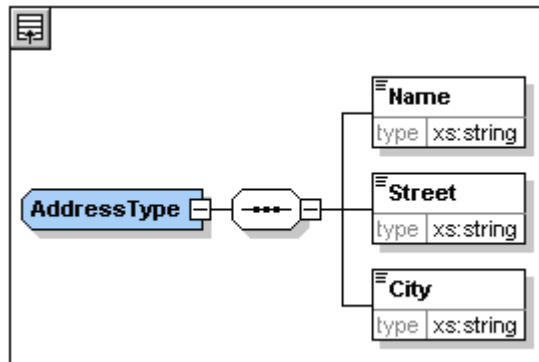 Name
type xs:string
AddressType
Street
type xs:string
City
type xs:string